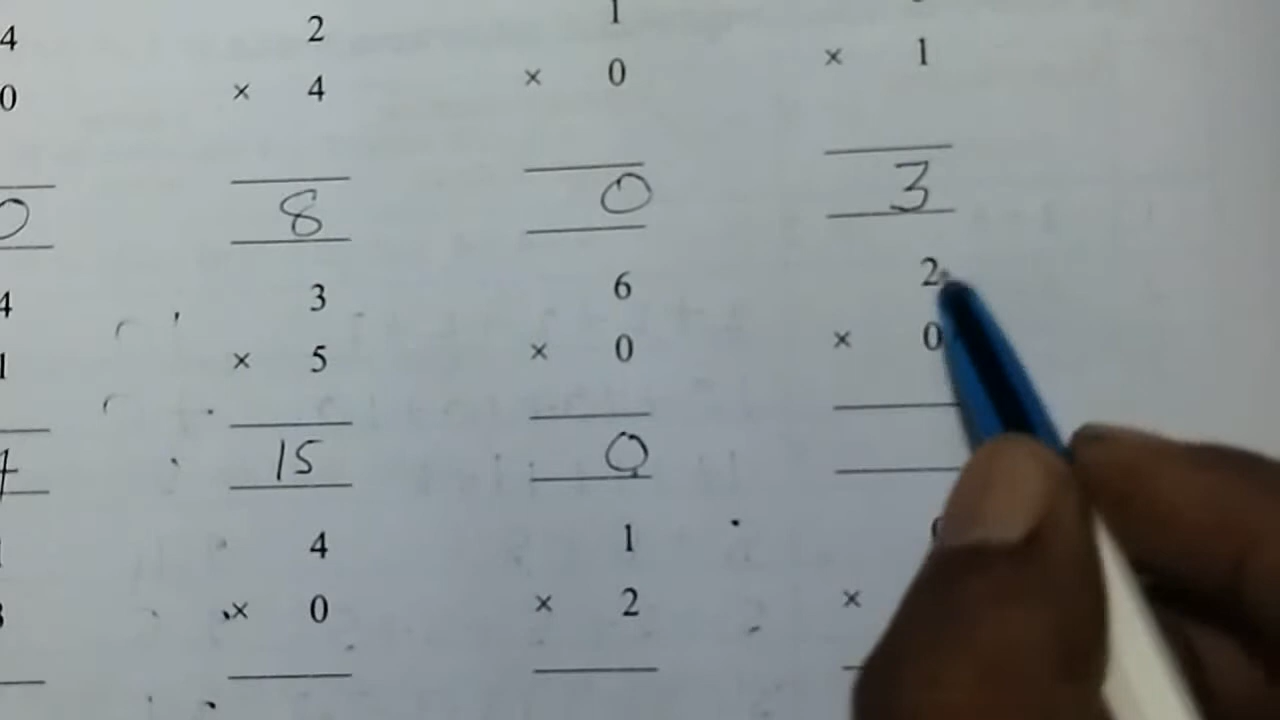 4 2 1
0 × 4 × 0 × 1
0 8 0 3
4 3 6 2
1 × 5 × 0 × 0
4 15 0
4 1
× 0 × 2 ×